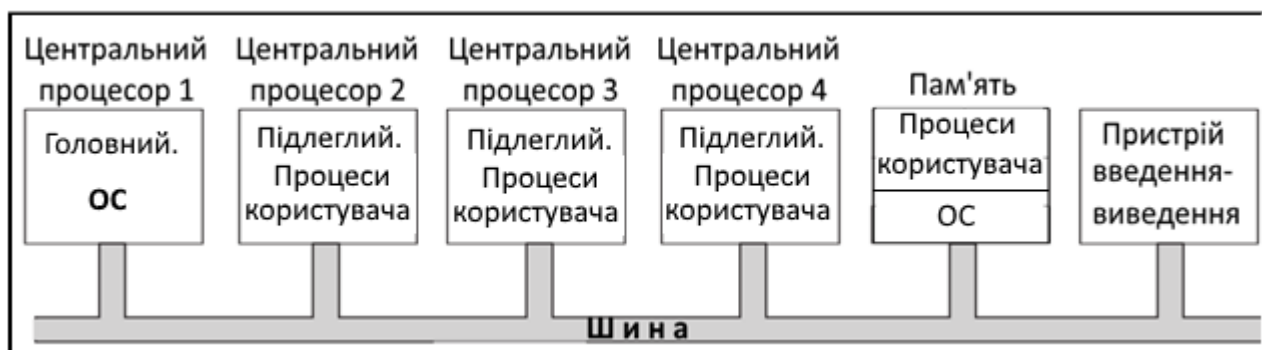 Центральний
процесор 1
Центральний
процесор 2
Центральний
процесор 3
Центральний
процесор 4
Пам'ять
Головний.
ОС
Підлеглий.
Процеси
користувача
Підлеглий.
Процеси
користувача
Підлеглий.
Процеси
користувача
Процеси
користувача
ОС
Пристрій
введення-
виведення
Шина